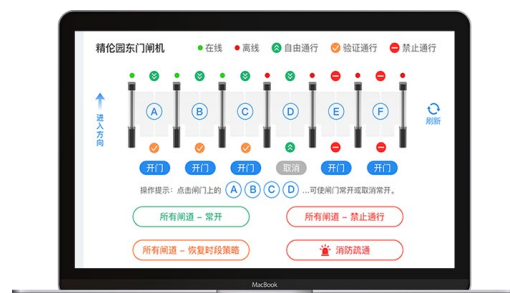 精伦园东门闸机 在线 离线 自由通行 验证通行 禁止通行
进入方向
A B C D E F
刷新
开门 开门 开门 取消 开门 开门
操作提示：点击闸门上的 A B C D ...可使闸门常开或取消常开。
所有闸道 – 常开 所有闸道 – 禁止通行
所有闸道 – 恢复时段策略 消防疏通
MacBook